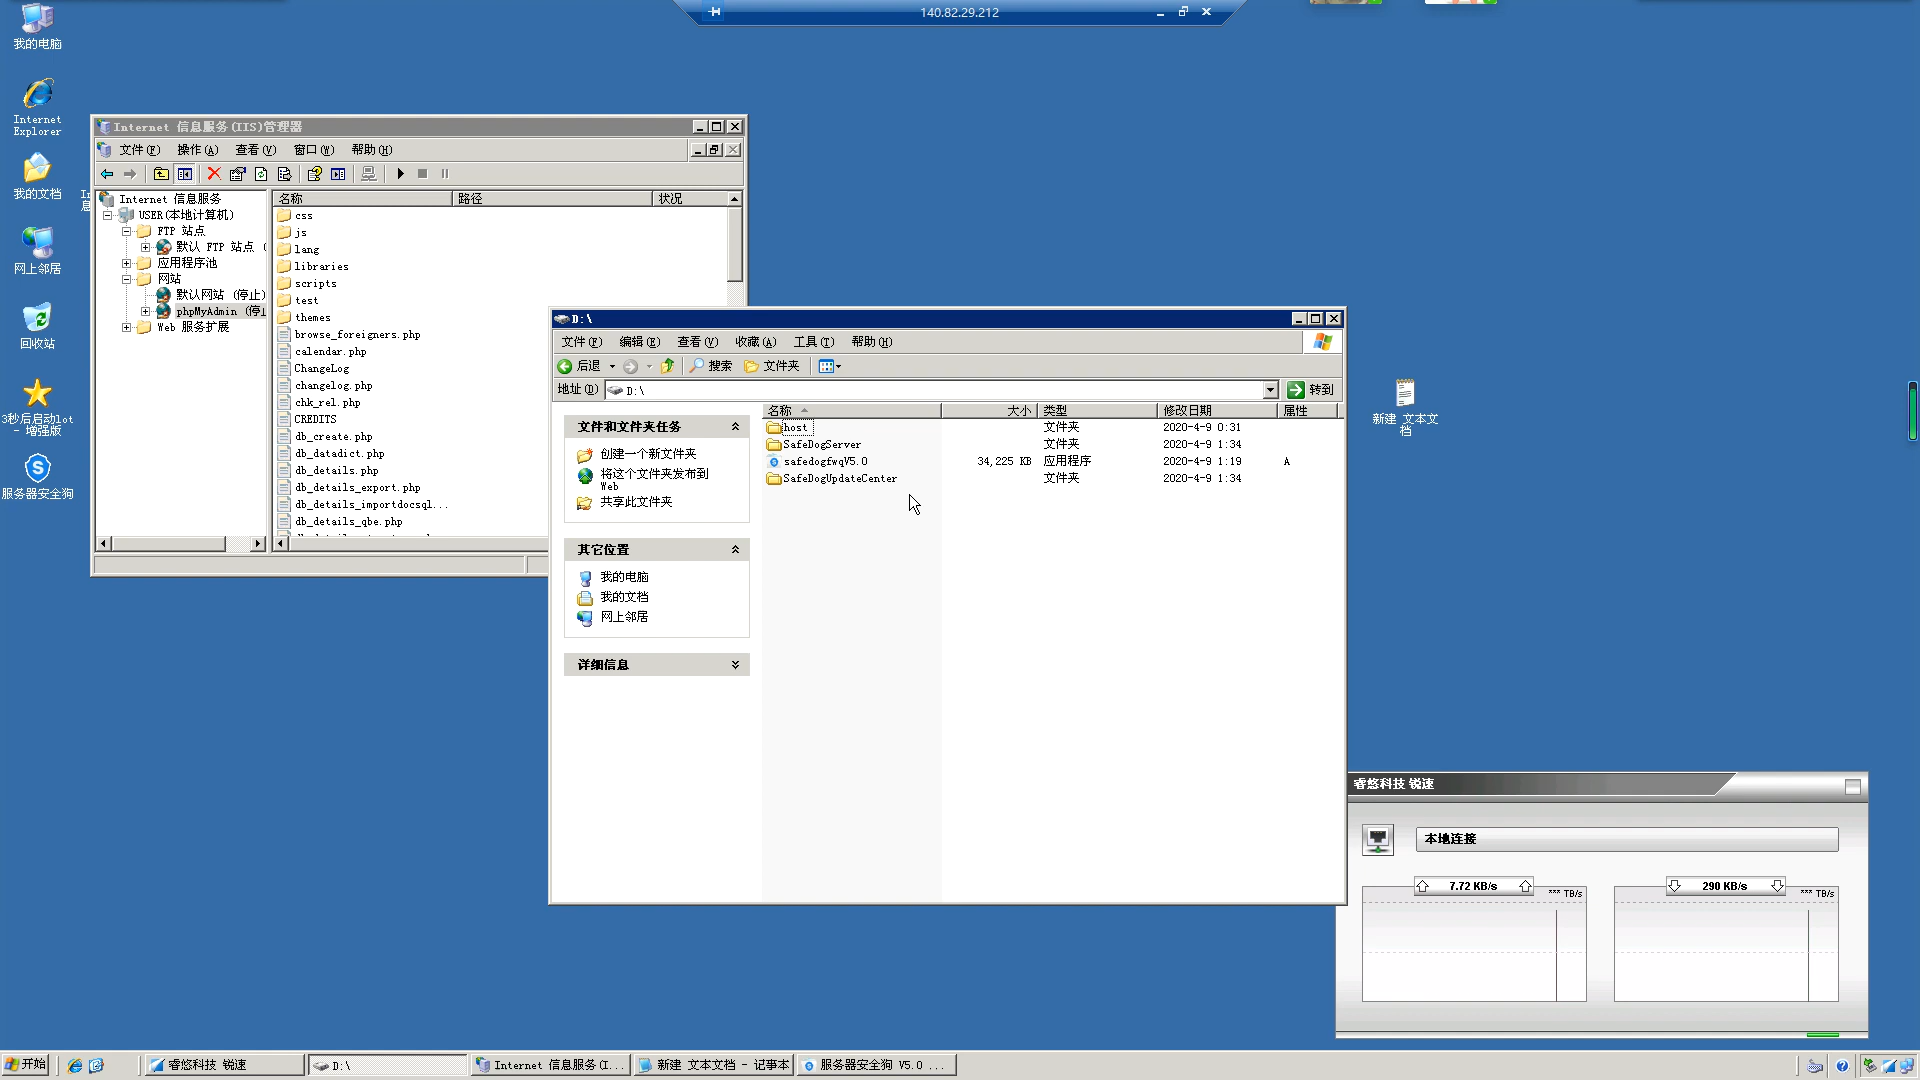 140.82.29.212
我的电脑
Internet
Explorer
我的文档
网上邻居
回收站
3秒后启动lot
- 增强版
服务器安全狗
Internet 信息服务(IIS)管理器
文件(F) 操作(A) 查看(V) 窗口(W) 帮助(H)
Internet 信息服务
USER(本地计算机)
FTP 站点
默认 FTP 站点 (
应用程序池
网站
默认网站 (停止)
phpMyAdmin (停止
Web 服务扩展
名称 路径 状况
css
js
lang
libraries
scripts
test
themes
browse_foreigners.php
calendar.php
ChangeLog
changelog.php
chk_rel.php
CREDITS
db_create.php
db_datadict.php
db_details.php
db_details_export.php
db_details_importdocsql...
db_details_qbe.php
D:\
文件(F) 编辑(E) 查看(V) 收藏(A) 工具(T) 帮助(H)
后退 搜索 文件夹
地址(D) D:\ 转到
文件和文件夹任务
创建一个新文件夹
将这个文件夹发布到
Web
共享此文件夹
其它位置
我的电脑
我的文档
网上邻居
详细信息
名称 大小 类型 修改日期 属性
host 文件夹 2020-4-9 0:31
SafeDogServer 文件夹 2020-4-9 1:34
safedogfwqV5.0 34,225 KB 应用程序 2020-4-9 1:19 A
SafeDogUpdateCenter 文件夹 2020-4-9 1:34
新建 文本文
档
睿悠科技 锐速
本地连接
7.72 KB/s *** TB/s 290 KB/s *** TB/s
开始 睿悠科技 锐速 D:\ Internet 信息服务(I... 新建 文本文档 - 记事本 服务器安全狗 V5.0 ...